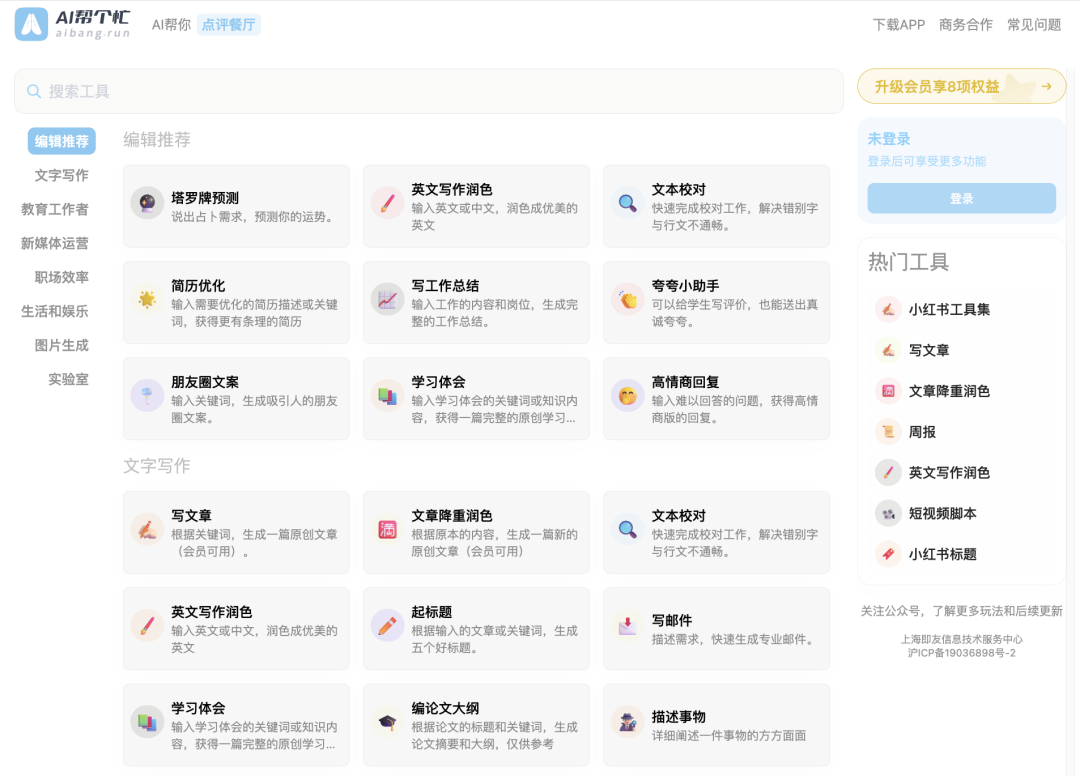 AI帮个忙
aibang.run
AI帮你 点评餐厅
下载APP 商务合作 常见问题
搜索工具
升级会员享8项权益 →
编辑推荐
文字写作
教育工作者
新媒体运营
职场效率
生活和娱乐
图片生成
实验室
编辑推荐
塔罗牌预测
说出占卜需求，预测你的运势。
英文写作润色
输入英文或中文，润色成优美的
英文
文本校对
快速完成校对工作，解决错别字
与行文不通畅。
简历优化
输入需要优化的简历描述或关键
词，获得更有条理的简历
写工作总结
输入工作的内容和岗位，生成完
整的工作总结。
夸夸小助手
可以给学生写评价，也能送出真
诚夸夸。
朋友圈文案
输入关键词，生成吸引人的朋友
圈文案。
学习体会
输入学习体会的关键词或知识内
容，获得一篇完整的原创学习...
高情商回复
输入难以回答的问题，获得高情
商版的回复。
文字写作
写文章
根据关键词，生成一篇原创文章
（会员可用）。
文章降重润色
根据原本的内容，生成一篇新的
原创文章（会员可用）
文本校对
快速完成校对工作，解决错别字
与行文不通畅。
英文写作润色
输入英文或中文，润色成优美的
英文
起标题
根据输入的文章或关键词，生成
五个好标题。
写邮件
描述需求，快速生成专业邮件。
学习体会
输入学习体会的关键词或知识内
容，获得一篇完整的原创学习...
编论文大纲
根据论文的标题和关键词，生成
论文摘要和大纲，仅供参考
描述事物
详细阐述一件事物的方方面面
未登录
登录后可享受更多功能
登录
热门工具
小红书工具集
写文章
满
文章降重润色
周报
英文写作润色
短视频脚本
小红书标题
关注公众号，了解更多玩法和后续更新
上海即友信息技术服务中心
沪ICP备19036898号-2